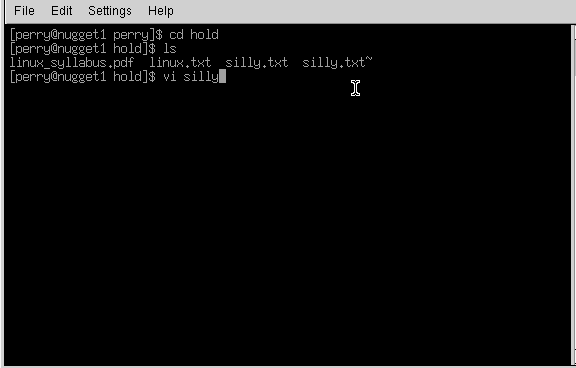 File Edit Settings Help
[perry@nugget1 perry]$ cd hold
[perry@nugget1 hold]$ ls
linux_syllabus.pdf  linux.txt  silly.txt  silly.txt~
[perry@nugget1 hold]$ vi silly